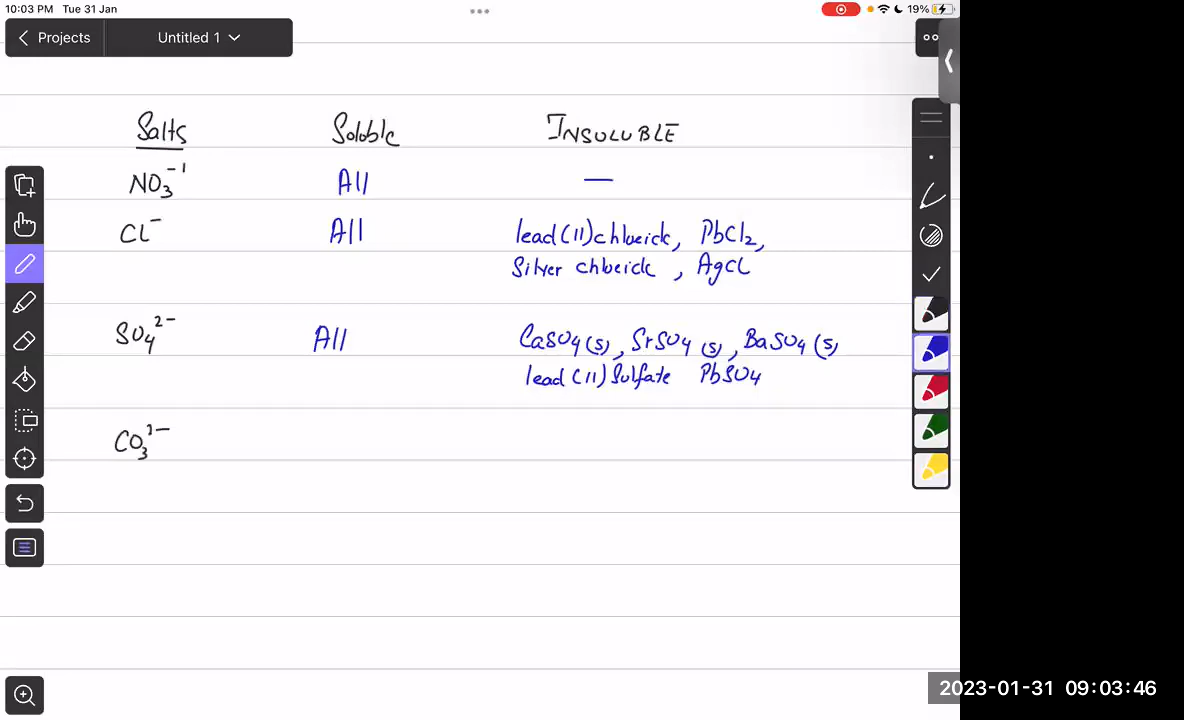 10:03 PM Tue 31 Jan
19%
Projects
Untitled 1
Salts Soluble INSOLUBLE
NO₃⁻¹ All —
Cl⁻ All lead(II)chloride, PbCl₂,
Silver chloride, AgCl
SO₄²⁻ All CaSO₄(s), SrSO₄(s), BaSO₄(s)
lead(II)Sulfate PbSO₄
CO₃²⁻
2023-01-31 09:03:46